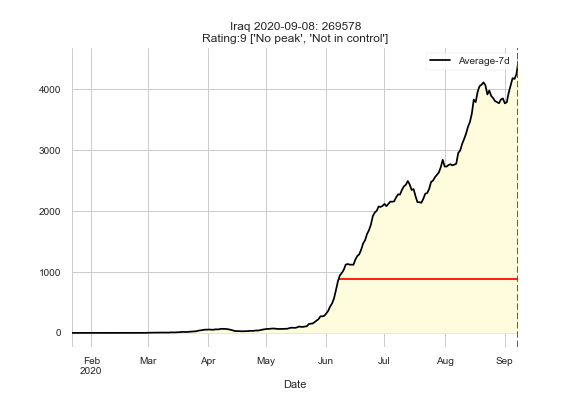 Iraq 2020-09-08: 269578
Rating:9 ['No peak', 'Not in control']
Average-7d
4000
3000
2000
1000
0
Feb Mar Apr May Jun Jul Aug Sep
2020
Date